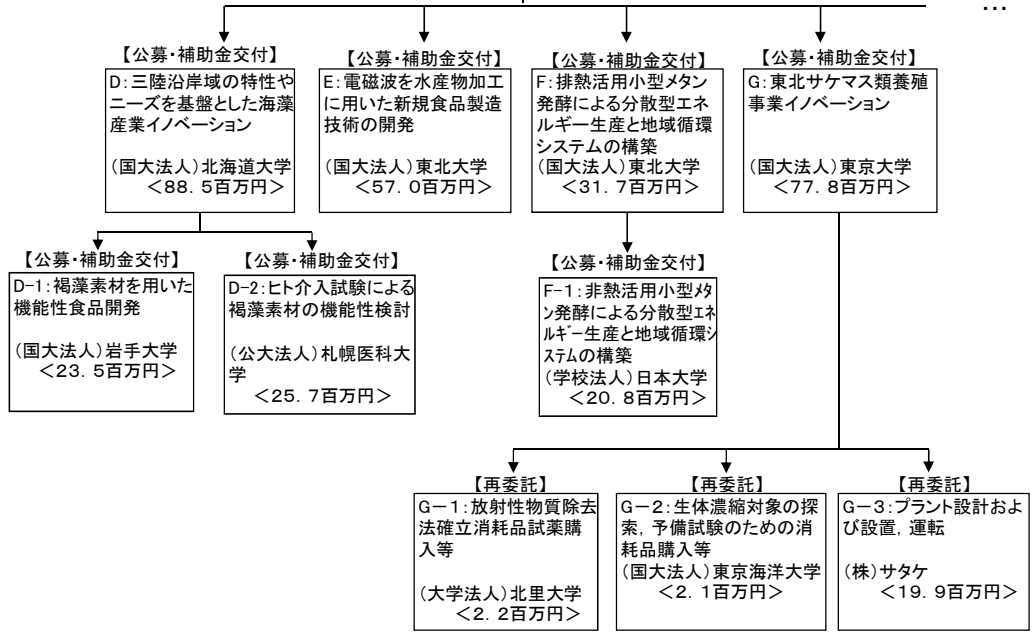 …
【公募・補助金交付】
D：三陸沿岸域の特性や
ニーズを基盤とした海藻
産業イノベーション
（国大法人）北海道大学
＜88．5百万円＞
【公募・補助金交付】
E：電磁波を水産物加工
に用いた新規食品製造
技術の開発
（国大法人）東北大学
＜57．0百万円＞
【公募・補助金交付】
F：排熱活用小型メタン
発酵による分散型エネ
ルギー生産と地域循環
システムの構築
（国大法人）東北大学
＜31．7百万円＞
【公募・補助金交付】
G：東北サケマス類養殖
事業イノベーション
（国大法人）東京大学
＜77．8百万円＞
【公募・補助金交付】
D-1：褐藻素材を用いた
機能性食品開発
（国大法人）岩手大学
＜23．5百万円＞
【公募・補助金交付】
D-2：ヒト介入試験による
褐藻素材の機能性検討
（公大法人）札幌医科大
学
＜25．7百万円＞
【公募・補助金交付】
F-1：非熱活用小型メタ
ン発酵による分散型エネ
ルギー生産と地域循環シ
ステムの構築
（学校法人）日本大学
＜20．8百万円＞
【再委託】
G－1：放射性物質除去
法確立消耗品試薬購
入等
（大学法人）北里大学
＜2．2百万円＞
【再委託】
G－2：生体濃縮対象の探
索，予備試験のための消
耗品購入等
（国大法人）東京海洋大学
＜2．1百万円＞
【再委託】
G－3：プラント設計およ
び設置，運転
（株）サタケ
＜19．9百万円＞